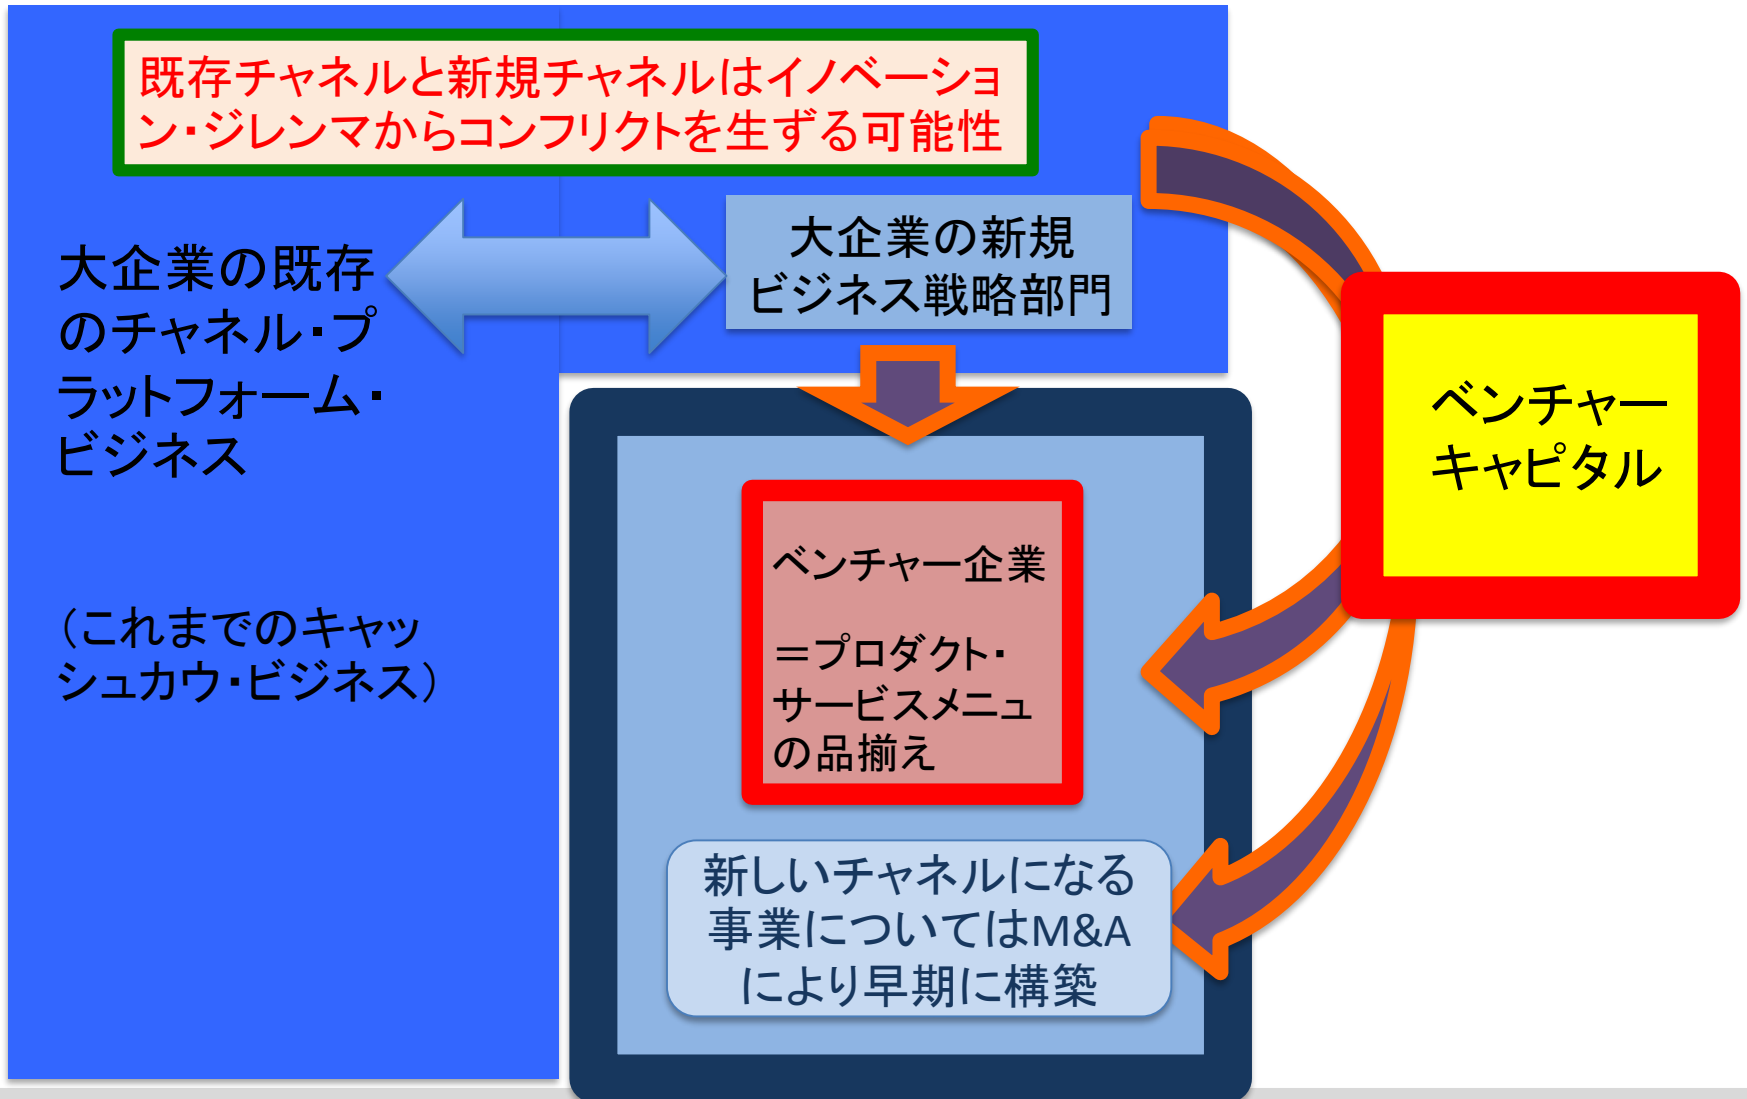 既存チャネルと新規チャネルはイノベーショ
ン・ジレンマからコンフリクトを生ずる可能性
大企業の既存
のチャネル・プ
ラットフォーム・
ビジネス
（これまでのキャッ
シュカウ・ビジネス）
大企業の新規
ビジネス戦略部門
ベンチャー企業
＝プロダクト・
サービスメニュ
の品揃え
新しいチャネルになる
事業についてはM&A
により早期に構築
ベンチャー
キャピタル